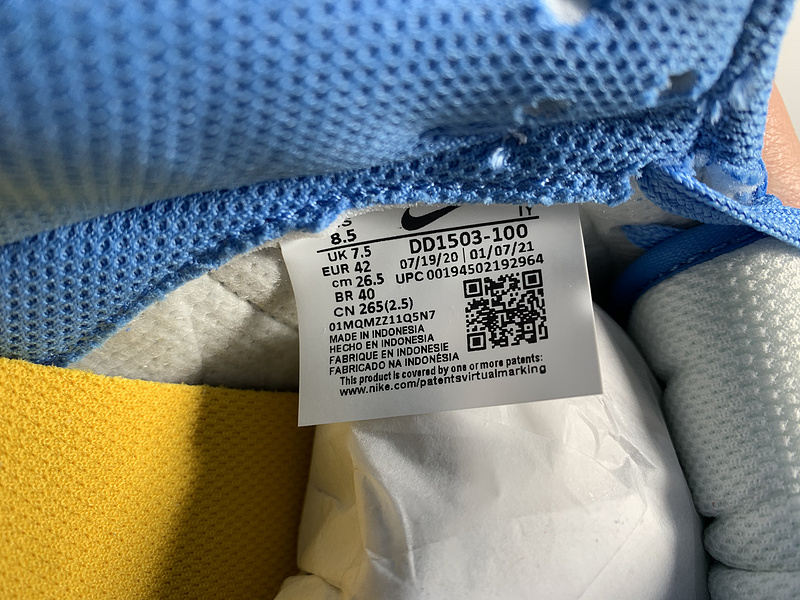 8.5
UK 7.5
EUR 42
cm 26.5
BR 40
CN 265(2.5)
DD1503-100
07/19/20 | 01/07/21
UPC 00194502192964
01MQMZZ11Q5N7
MADE IN INDONESIA
HECHO EN INDONESIA
FABRIQUE EN INDONESIE
FABRICADO NA INDONÉSIA
This product is covered by one or more patents:
www.nike.com/patentsvirtualmarking